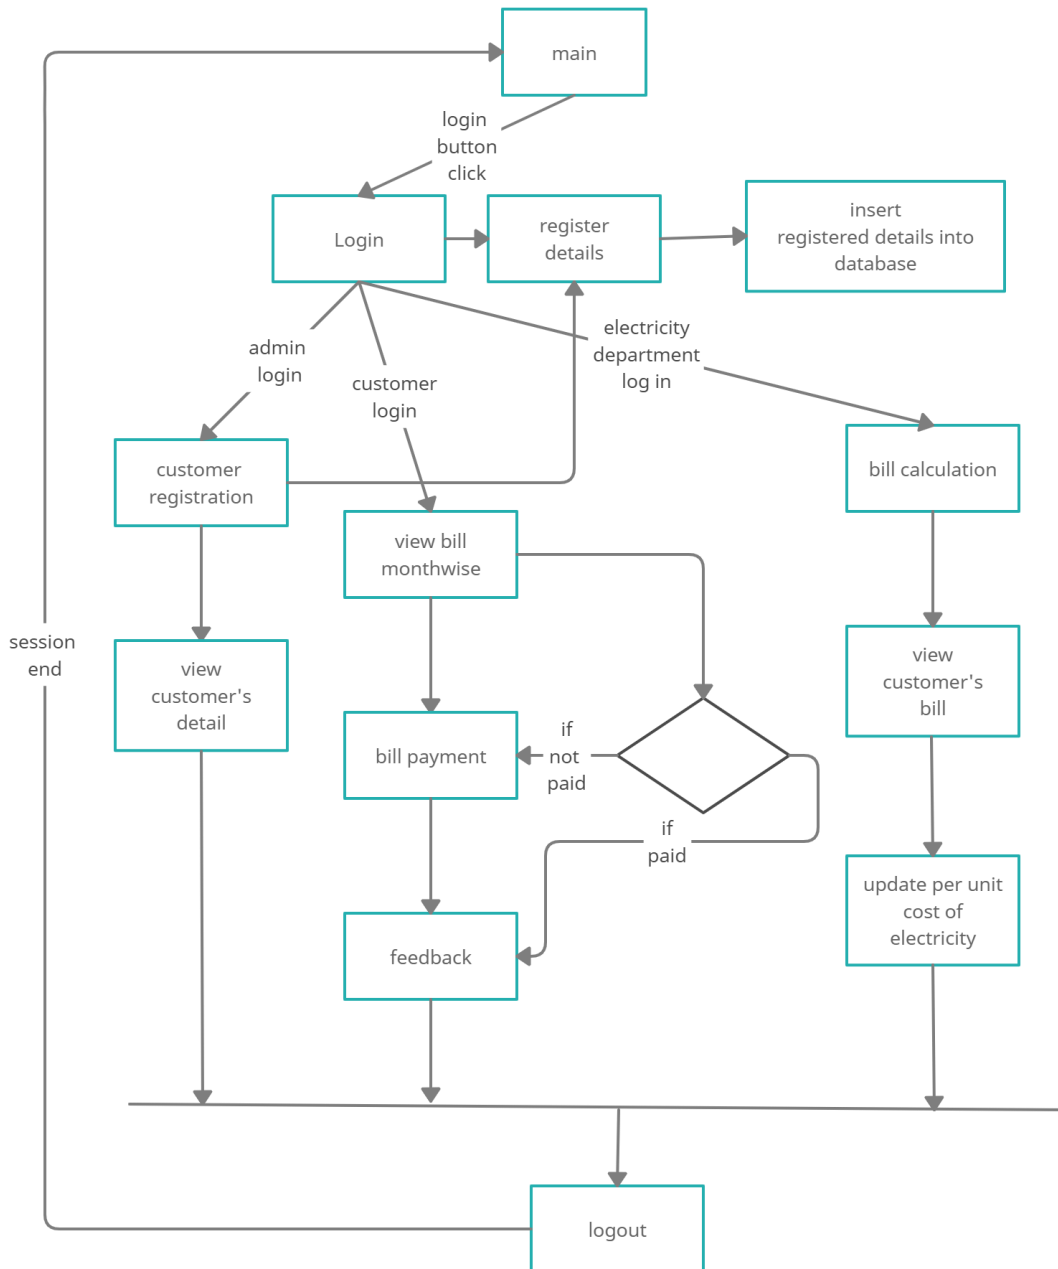 main
login
button
click
Login
register
details
insert
registered details into
database
admin
login
customer
login
electricity
department
log in
customer
registration
bill calculation
view bill
monthwise
session
end
view
customer's
detail
view
customer's
bill
bill payment
if
not
paid
if
paid
update per unit
cost of
electricity
feedback
logout